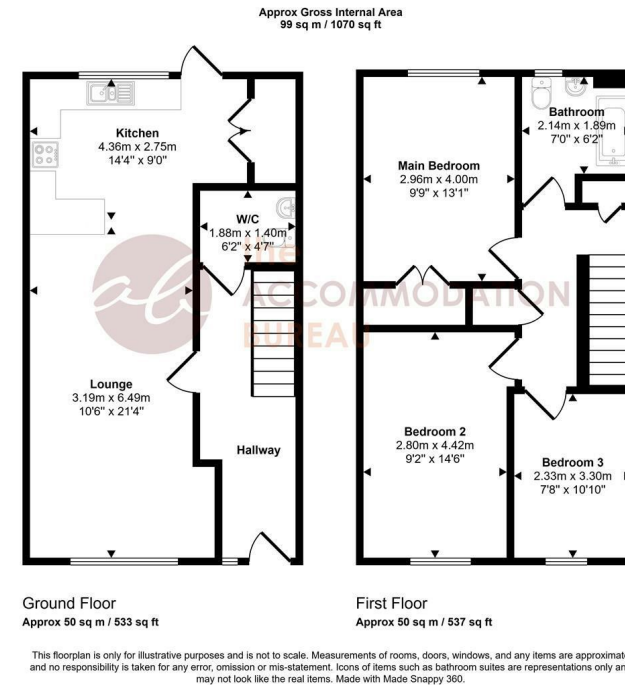 Approx Gross Internal Area
99 sq m / 1070 sq ft
Kitchen
4.36m x 2.75m
14'4" x 9'0"
W/C
1.88m x 1.40m
6'2" x 4'7"
Lounge
3.19m x 6.49m
10'6" x 21'4"
Hallway
Main Bedroom
2.96m x 4.00m
9'9" x 13'1"
Bathroom
2.14m x 1.89m
7'0" x 6'2"
Bedroom 2
2.80m x 4.42m
9'2" x 14'6"
Bedroom 3
2.33m x 3.30m
7'8" x 10'10"
ab
the
ACCOMMODATION
BUREAU
Ground Floor
Approx 50 sq m / 533 sq ft
First Floor
Approx 50 sq m / 537 sq ft
This floorplan is only for illustrative purposes and is not to scale. Measurements of rooms, doors, windows, and any items are approximat
and no responsibility is taken for any error, omission or mis-statement. Icons of items such as bathroom suites are representations only an
may not look like the real items. Made with Made Snappy 360.